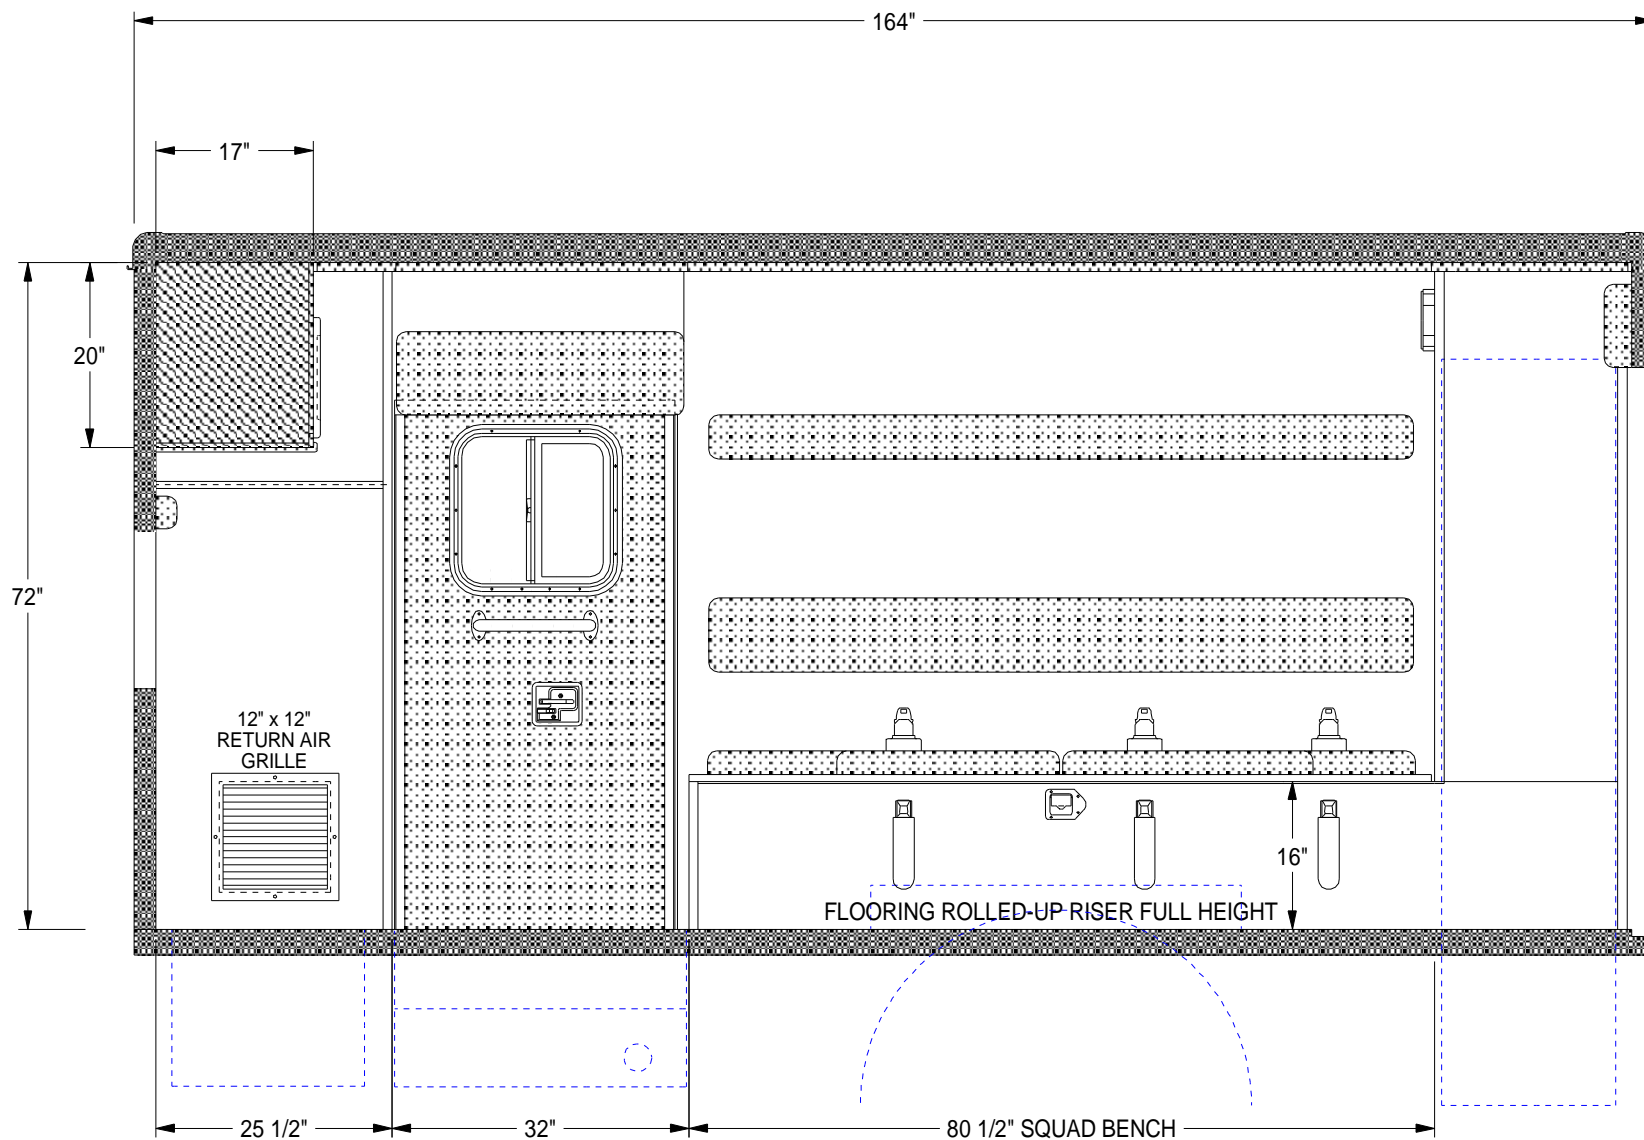 164"
17"
20"
72"
12" x 12"
RETURN AIR
GRILLE
16"
FLOORING ROLLED-UP RISER FULL HEIGHT
25 1/2"
32"
80 1/2" SQUAD BENCH